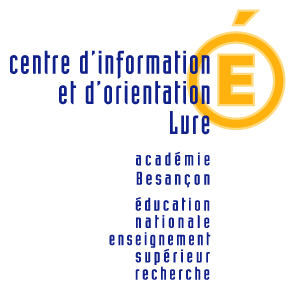 centre d'information
et d'orientation
Lure
É
académie
Besançon
éducation
nationale
enseignement
supérieur
recherche